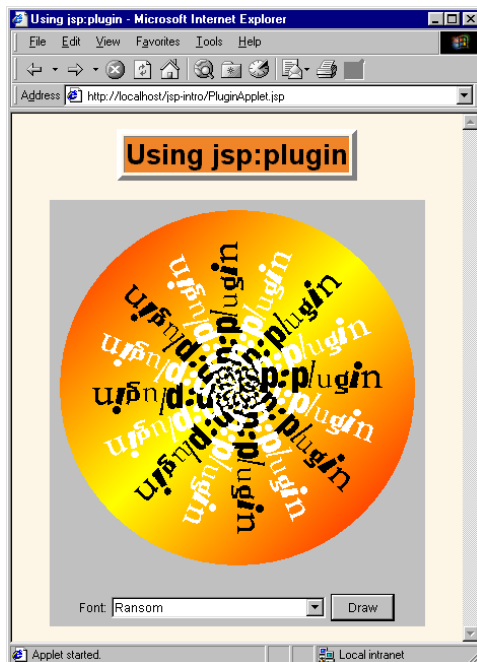 Using jsp:plugin - Microsoft Internet Explorer
File Edit View Favorites Tools Help
Address http://localhost/jsp-intro/PluginApplet.jsp
Using jsp:plugin
p:plugin
Font: Ransom Draw
Applet started. Local intranet